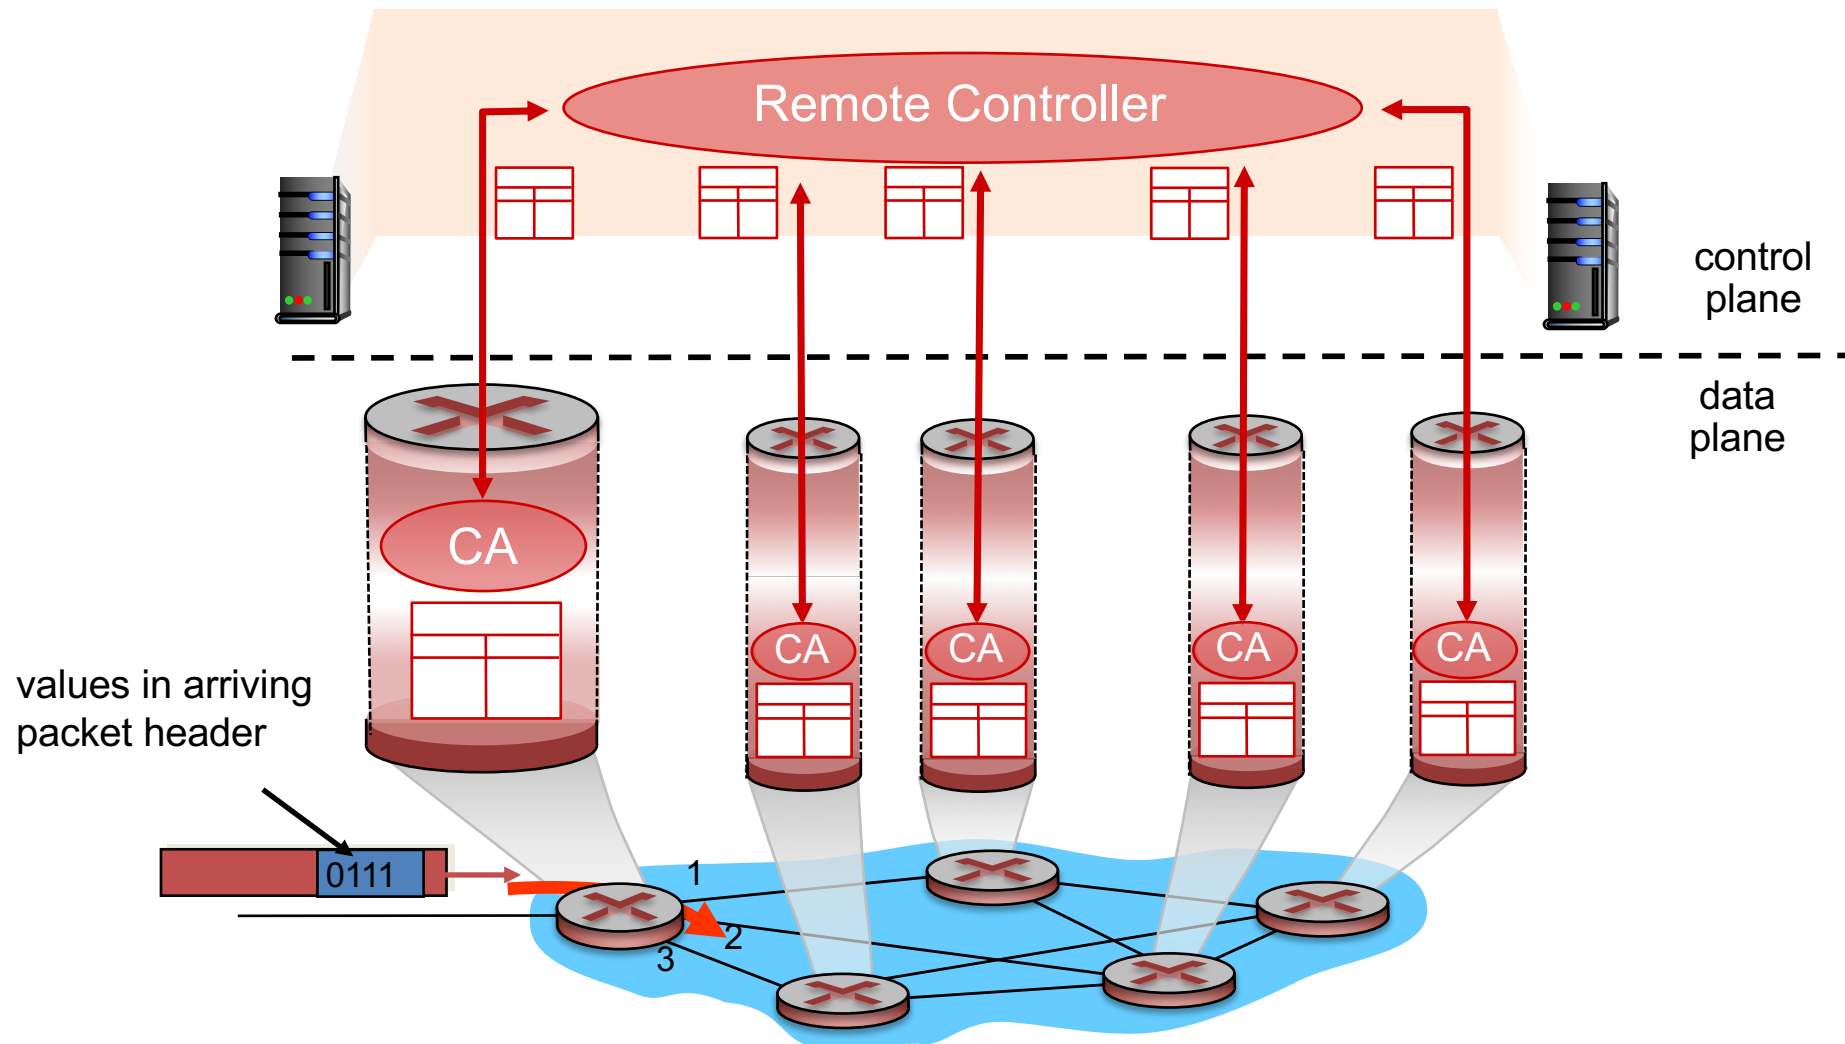 Remote Controller
control
plane
data
plane
CA
CA
CA
CA
CA
values in arriving
packet header
0111
1
2
3